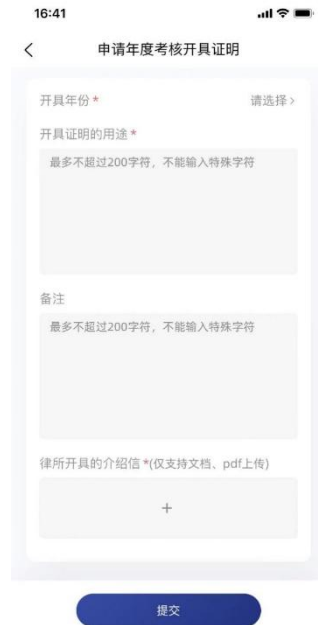 16:41
申请年度考核开具证明
开具年份 * 请选择 >
开具证明的用途 *
最多不超过200字符，不能输入特殊字符
备注
最多不超过200字符，不能输入特殊字符
律所开具的介绍信 *(仅支持文档、pdf上传)
+
提交